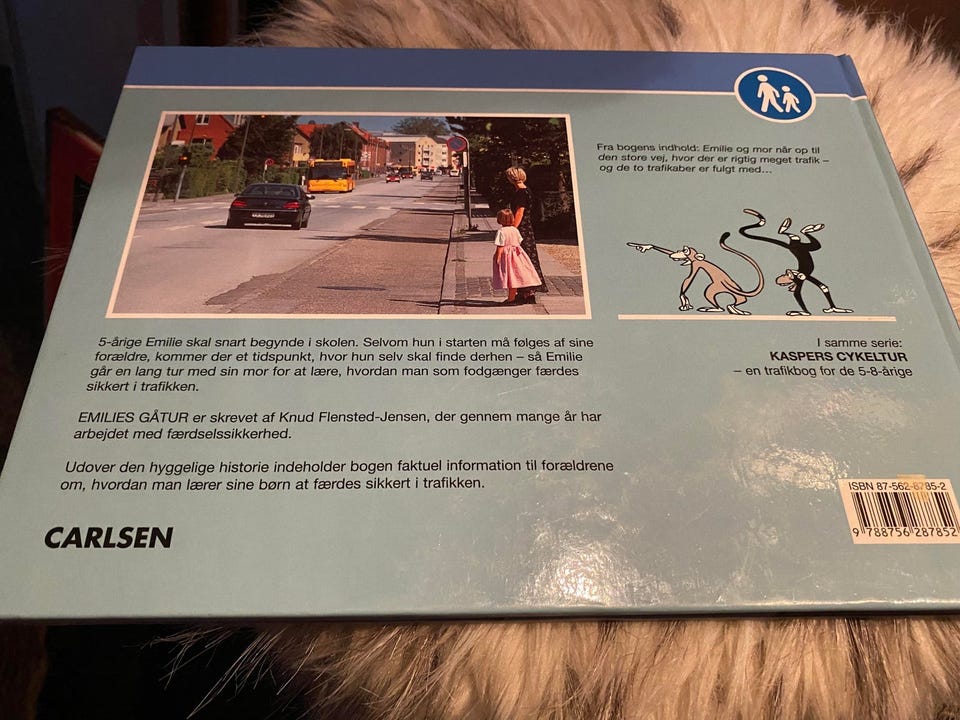 Fra bogens indhold: Emilie og mor når op til
den store vej, hvor der er rigtig meget trafik –
og de to trafikaber er fulgt med...
5-årige Emilie skal snart begynde i skolen. Selvom hun i starten må følges af sine
forældre, kommer der et tidspunkt, hvor hun selv skal finde derhen – så Emilie
går en lang tur med sin mor for at lære, hvordan man som fodgænger færdes
sikkert i trafikken.
EMILIES GÅTUR er skrevet af Knud Flensted-Jensen, der gennem mange år har
arbejdet med færdselssikkerhed.
Udover den hyggelige historie indeholder bogen faktuel information til forældrene
om, hvordan man lærer sine børn at færdes sikkert i trafikken.
I samme serie:
KASPERS CYKELTUR
– en trafikbog for de 5-8-årige
CARLSEN
ISBN 87-562-8785-2
9 788756 287852